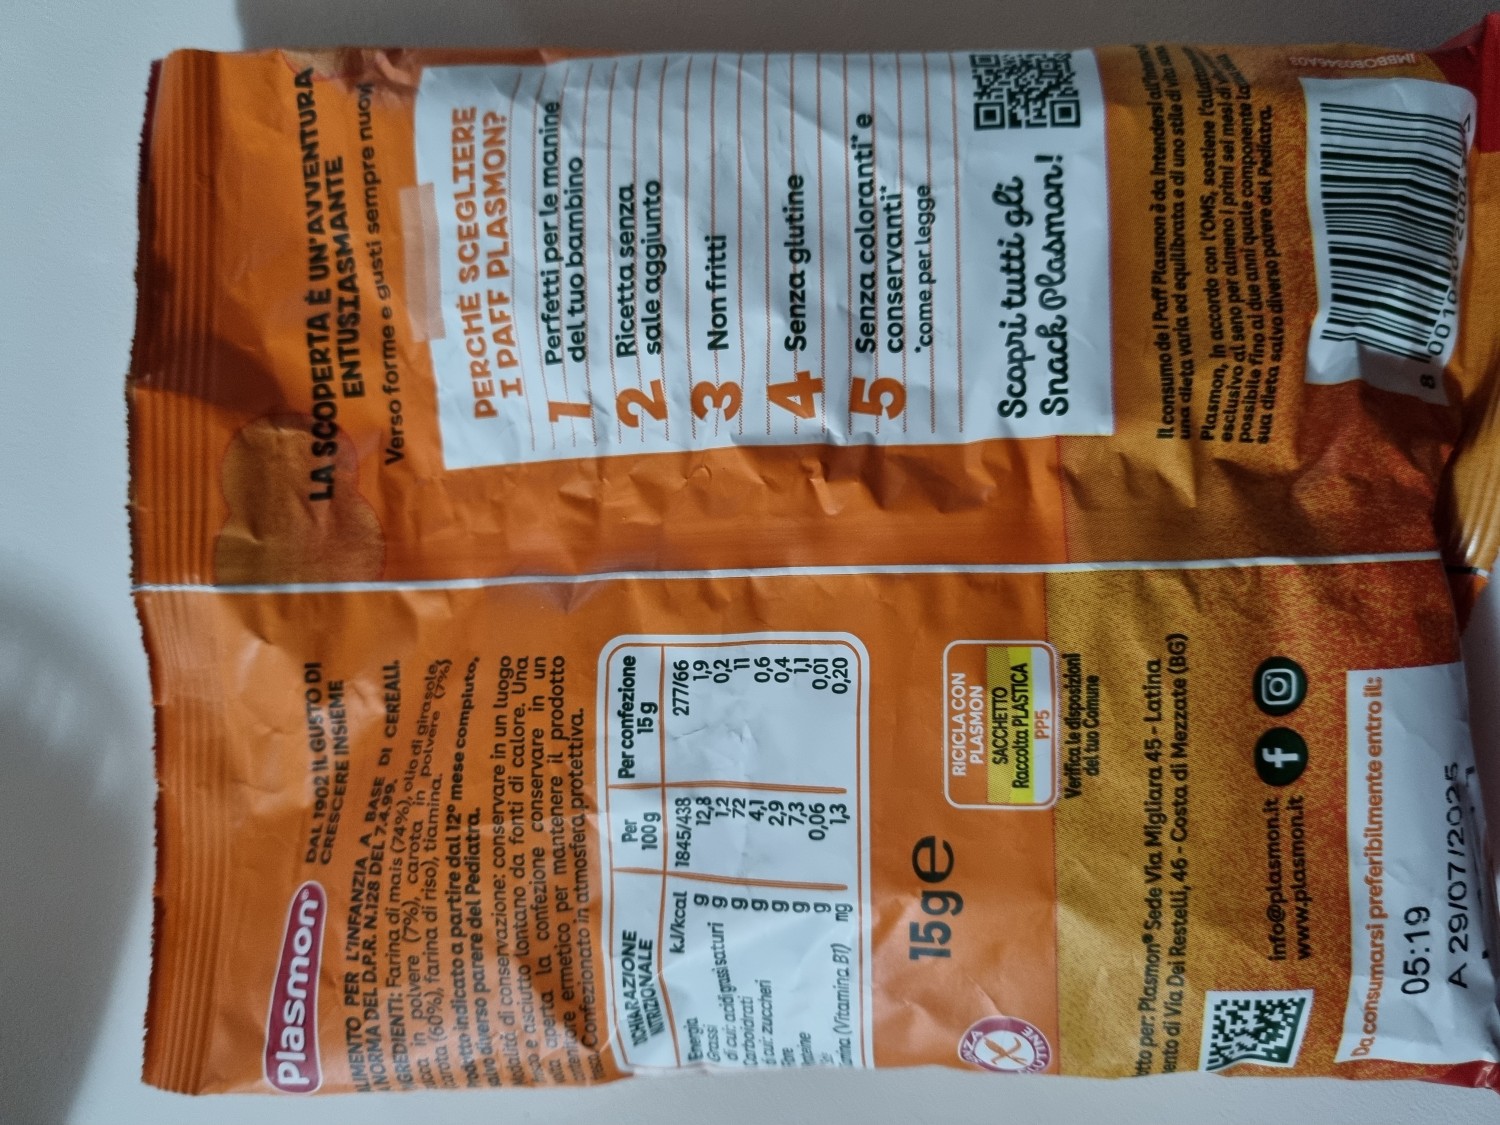 Plasmon
DAL 1902 IL GUSTO DI
CRESCERE INSIEME
ALIMENTO PER L'INFANZIA A BASE DI CEREALI.
A NORMA DEL D.P.R. N.128 DEL 7.4.99.
INGREDIENTI: Farina di mais (74%), olio di girasole,
in polvere (7%), carota in polvere (7%)
(carota (60%), farina di riso), tiamina.
Prodotto indicato a partire dal 12° mese compiuto,
salvo diverso parere del Pediatra.
Modalità di conservazione: conservare in un luogo
fresco e asciutto lontano da fonti di calore. Una
volta aperta la confezione conservare in un
contenitore ermetico per mantenere il prodotto
Confezionato in atmosfera protettiva.
DICHIARAZIONE NUTRIZIONALE Per 100g Per confezione 15 g
Energia kJ/kcal 1845/438 277/66
Grassi g 12,8 1,9
di cui: acidi grassi saturi g 1,2 0,2
Carboidrati g 72 11
di cui: zuccheri g 4,1 0,6
Fibre g 2,9 0,4
Proteine g 7,3 1,1
Sale g 0,06 0,01
Tiamina (Vitamina B1) mg 1,3 0,20
15g e
SENZA GLUTINE
RICICLA CON
PLASMON
SACCHETTO
Raccolta PLASTICA
PP5
Verifica le disposizioni
del tuo Comune
Prodotto per: Plasmon® Sede Via Migliara 45 - Latina
di Via Dei Restelli, 46 - Costa di Mezzate (BG)
info@plasmon.it
www.plasmon.it
Da consumarsi preferibilmente entro il:
05:19
A 29/07/2025
LA SCOPERTA È UN'AVVENTURA
ENTUSIASMANTE
Verso forme e gusti sempre nuovi
PERCHÈ SCEGLIERE
I PAFF PLASMON?
1 Perfetti per le manine
del tuo bambino
2 Ricetta senza
sale aggiunto
3 Non fritti
4 Senza glutine
5 Senza coloranti* e
conservanti*
*come per legge
Scopri tutti gli
Snack Plasmon!
Il consumo de I Paff Plasmon è da intendersi all'interno di
una dieta varia ed equilibrata e di uno stile di vita sano.
Plasmon, in accordo con l'OMS, sostiene l'allattamento
esclusivo al seno per almeno i primi sei mesi di vita e
possibile fino ai due anni quale componente la
sua dieta salvo diverso parere del Pediatra.